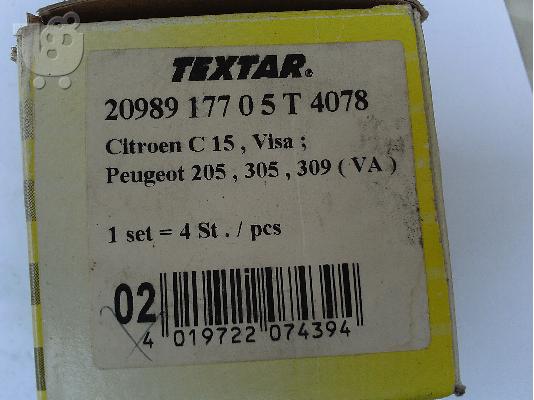 TEXTAR®
20989 177 0 5 T 4078
Citroen C 15 , Visa ;
Peugeot 205 , 305 , 309 ( VA )
1 set = 4 St . / pcs
02
4 019722 074394